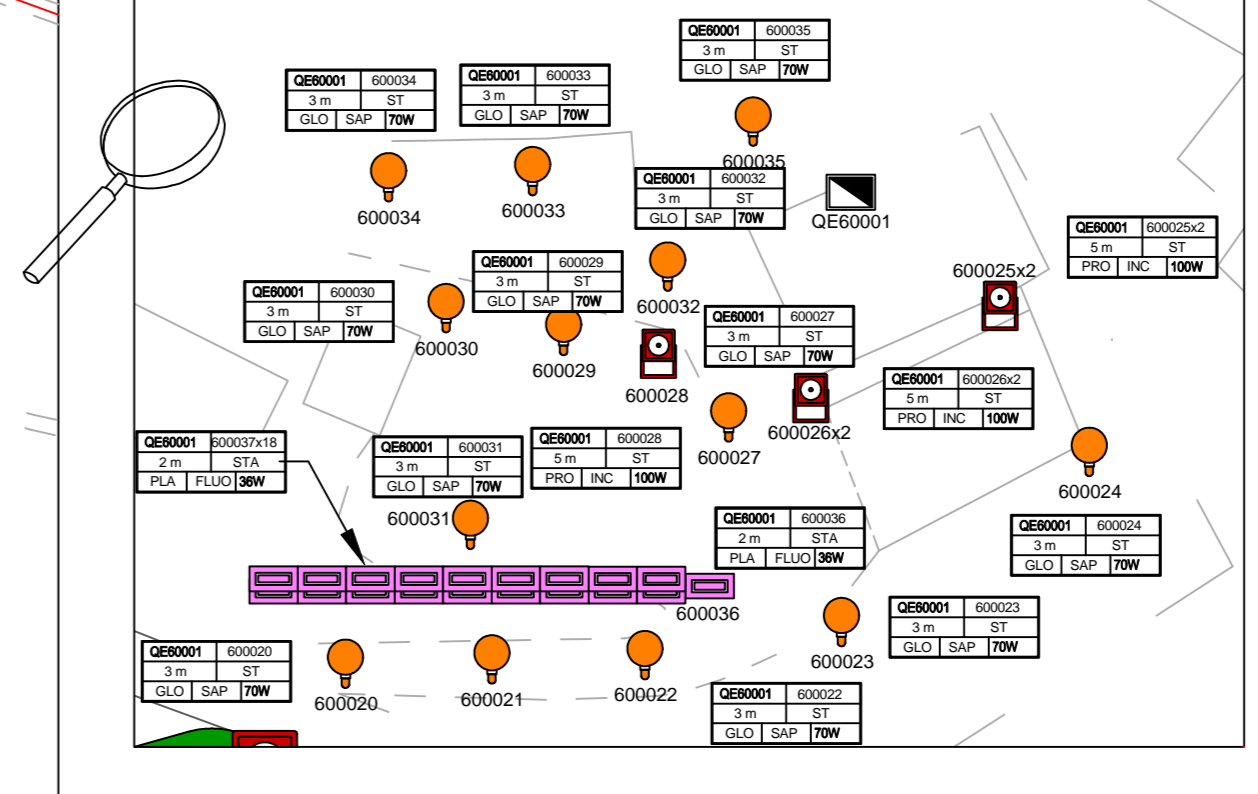 QE60001 600035
3 m ST
GLO SAP 70W
QE60001 600034
3 m ST
GLO SAP 70W
QE60001 600033
3 m ST
GLO SAP 70W
600035
600034
600033
QE60001 600032
3 m ST
GLO SAP 70W
QE60001
QE60001 600025x2
5 m ST
PRO INC 100W
QE60001 600029
3 m ST
GLO SAP 70W
600025x2
QE60001 600030
3 m ST
GLO SAP 70W
600032
600030
600029
QE60001 600027
3 m ST
GLO SAP 70W
600028
QE60001 600026x2
5 m ST
PRO INC 100W
600026x2
600027
QE60001 600037x18
2 m STA
PLA FLUO 36W
QE60001 600031
3 m ST
GLO SAP 70W
QE60001 600028
5 m ST
PRO INC 100W
600024
600031
QE60001 600036
2 m STA
PLA FLUO 36W
QE60001 600024
3 m ST
GLO SAP 70W
600036
QE60001 600023
3 m ST
GLO SAP 70W
600023
QE60001 600020
3 m ST
GLO SAP 70W
600020
600021
600022
QE60001 600022
3 m ST
GLO SAP 70W